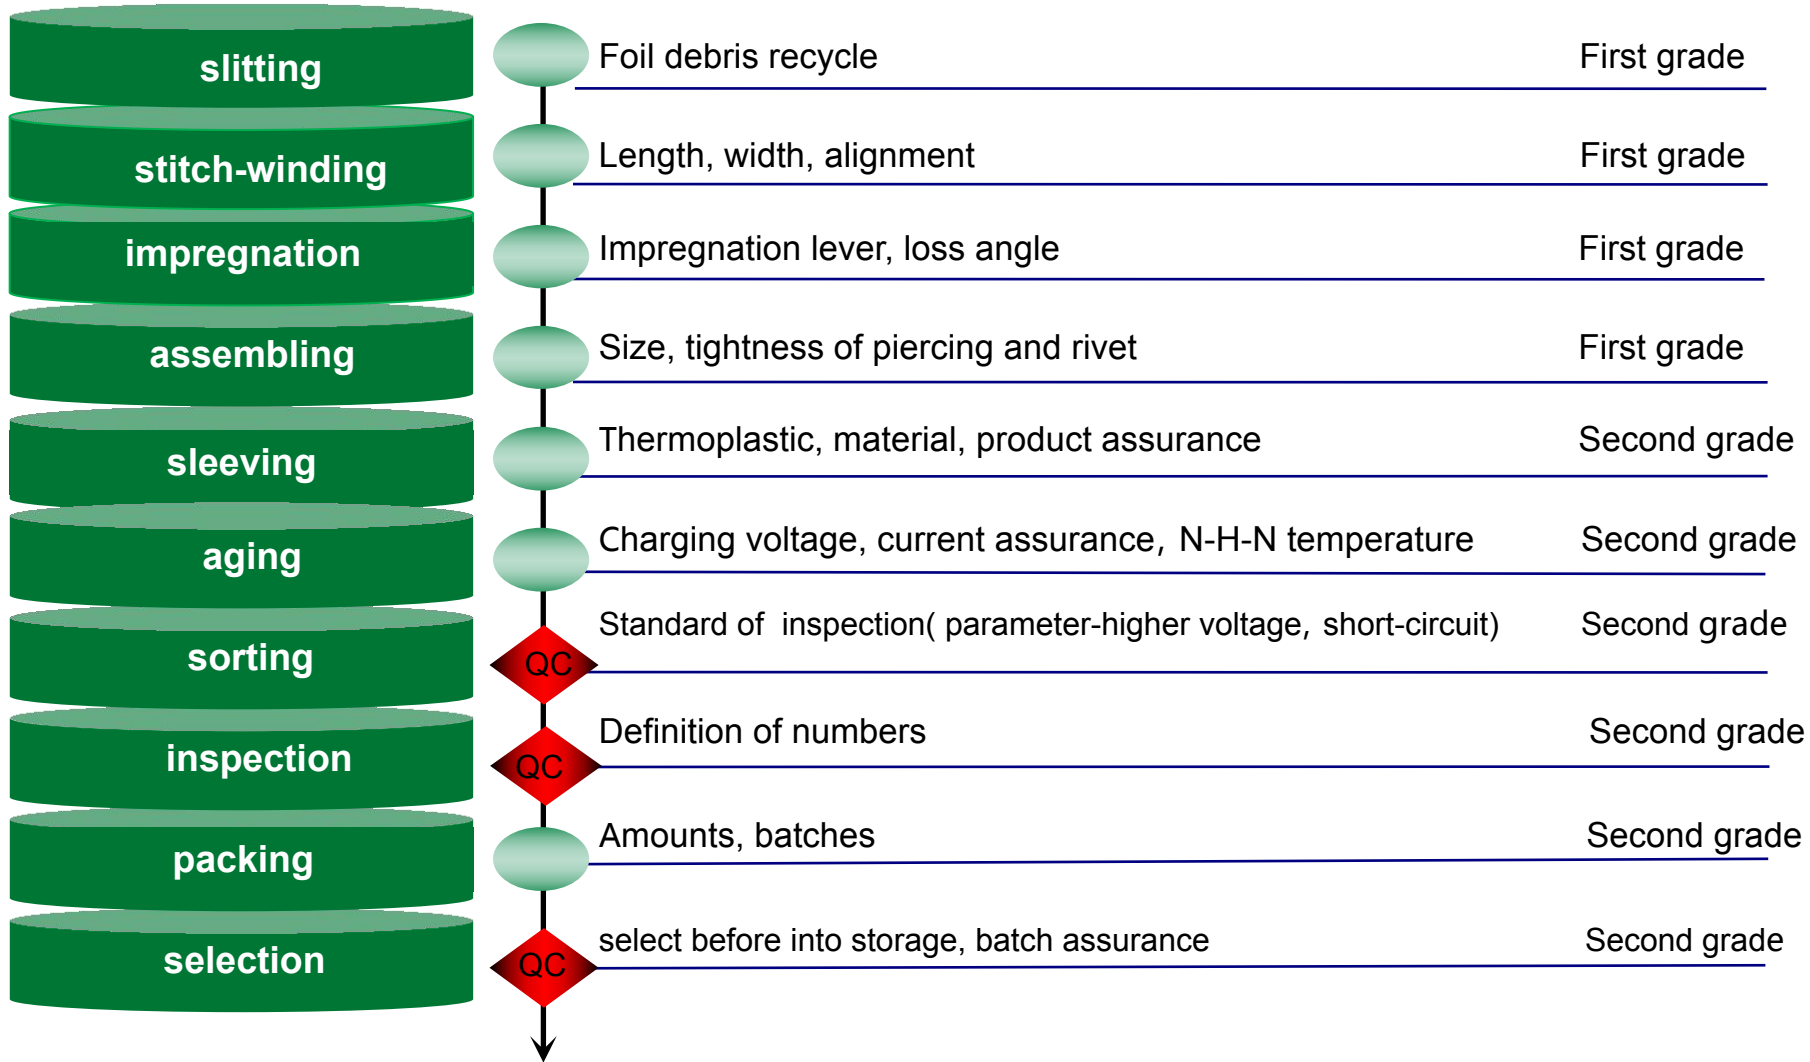 slitting
Foil debris recycle First grade
stitch-winding
Length, width, alignment First grade
impregnation
Impregnation lever, loss angle First grade
assembling
Size, tightness of piercing and rivet First grade
sleeving
Thermoplastic, material, product assurance Second grade
aging
Charging voltage, current assurance, N-H-N temperature Second grade
sorting
QC
Standard of inspection( parameter-higher voltage, short-circuit) Second grade
inspection
QC
Definition of numbers Second grade
packing
Amounts, batches Second grade
selection
QC
select before into storage, batch assurance Second grade